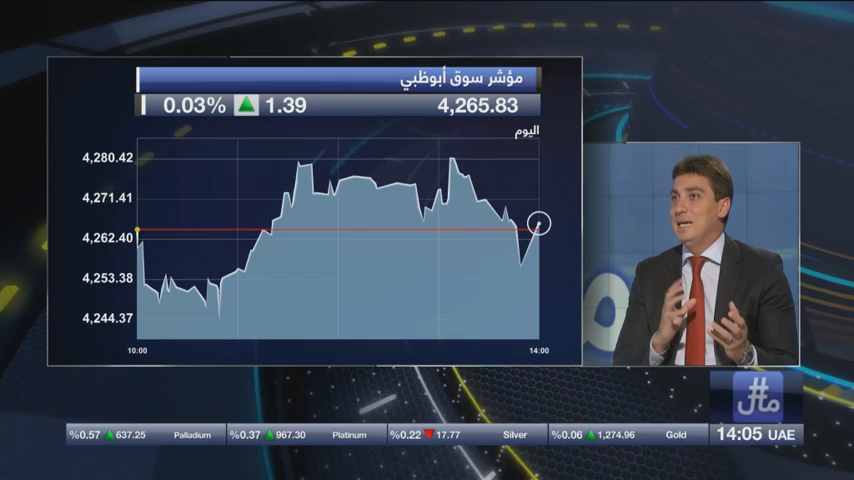 مؤشر سوق أبوظبي
0.03% 1.39 4,265.83
اليوم
4,280.42
4,271.41
4,262.40
4,253.38
4,244.37
10:00 14:00
م
#مال
%0.57 637.25 Palladium %0.37 967.30 Platinum %0.22 17.77 Silver %0.06 1,274.96 Gold 14:05 UAE